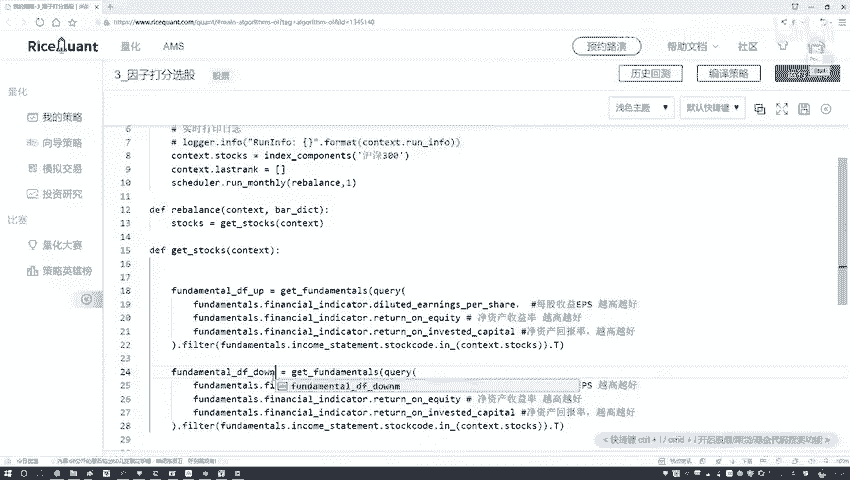 https://www.ricequant.com/quant/
RiceQuant 量化 AMS 预约路演 帮助文档 社区
3_因子打分选股 股票 历史回测 编译策略
量化
我的策略
向导策略
模拟交易
投资研究
比赛
量化大赛
策略英雄榜
浅色主题 默认快捷键
6 # 实时打印日志
7 # logger.info("RunInfo: {}".format(context.run_info))
8 context.stocks = index_components('沪深300')
9 context.lastrank = []
10 scheduler.run_monthly(rebalance,1)
11
12 def rebalance(context, bar_dict):
13 stocks = get_stocks(context)
14
15 def get_stocks(context):
16
17
18 fundamental_df_up = get_fundamentals(query(
19 fundamentals.financial_indicator.diluted_earnings_per_share, #每股收益EPS 越高越好
20 fundamentals.financial_indicator.return_on_equity # 净资产收益率 越高越好
21 fundamentals.financial_indicator.return_on_invested_capital #净资产回报率，越高越好
22 ).filter(fundamentals.income_statement.stockcode.in_(context.stocks)).T)
23
24 fundamental_df_down = get_fundamentals(query(
25 fundamentals.fi PS 越高越好
fundamental_df_downm
26 fundamentals.financial_indicator.return_on_equity # 净资产收益率 越高越好
27 fundamentals.financial_indicator.return_on_invested_capital #净资产回报率，越高越好
28 ).filter(fundamentals.income_statement.stockcode.in_(context.stocks)).T)
29